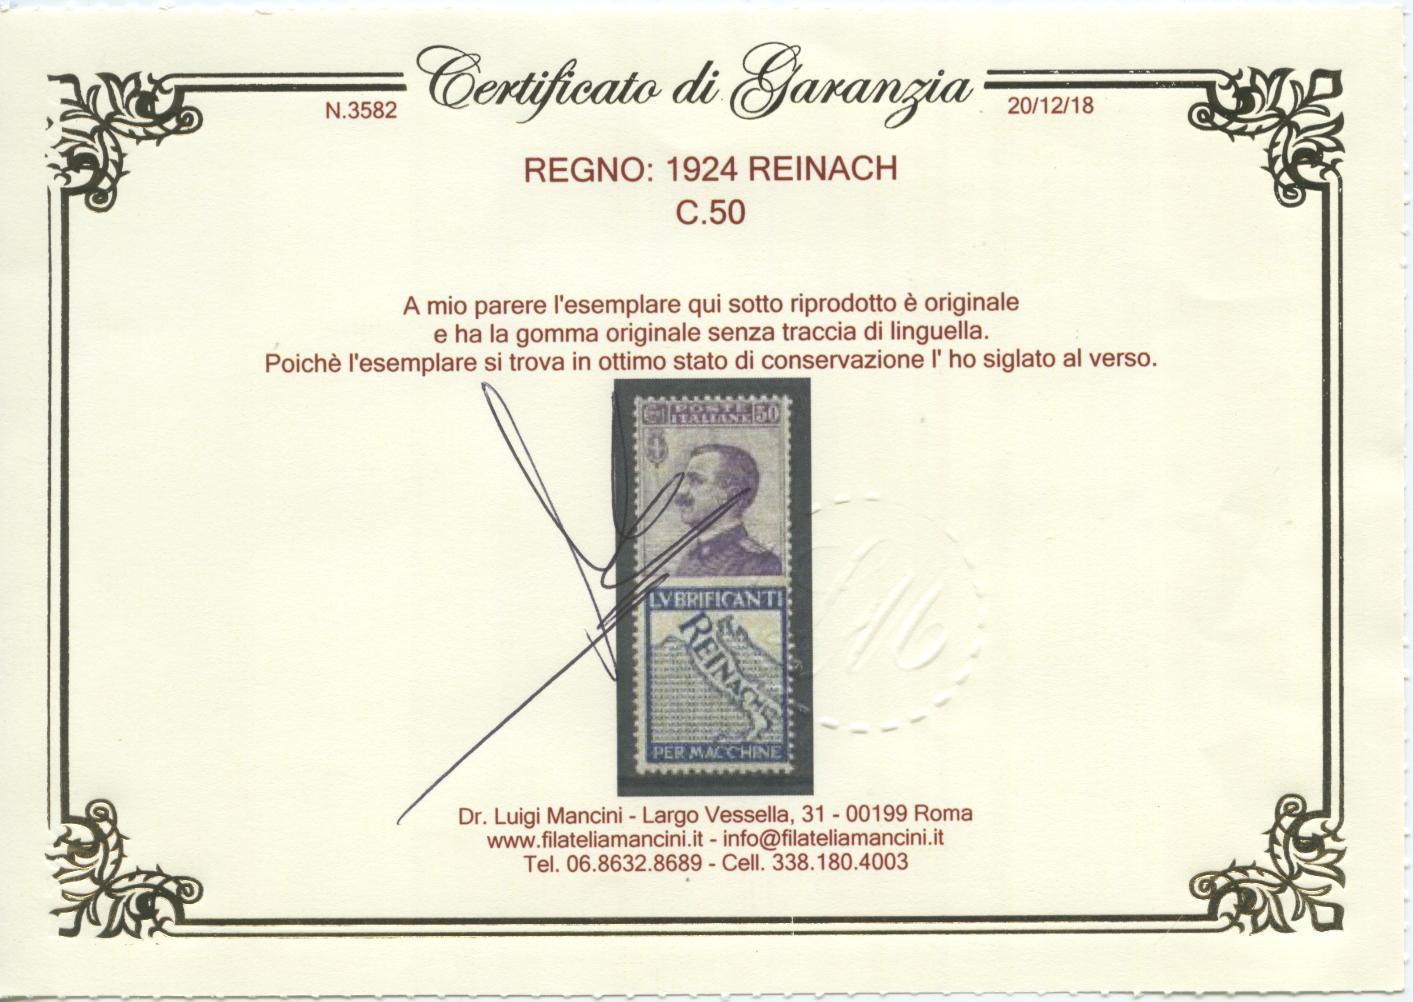 Certificato di Garanzia
N.3582
20/12/18
REGNO: 1924 REINACH
C.50
A mio parere l'esemplare qui sotto riprodotto è originale
e ha la gomma originale senza traccia di linguella.
Poichè l'esemplare si trova in ottimo stato di conservazione l' ho siglato al verso.
POSTE
ITALIANE
50
LVBRIFICANTI
REINACH
PER MACCHINE
Dr. Luigi Mancini - Largo Vessella, 31 - 00199 Roma
www.filateliamancini.it - info@filateliamancini.it
Tel. 06.8632.8689 - Cell. 338.180.4003